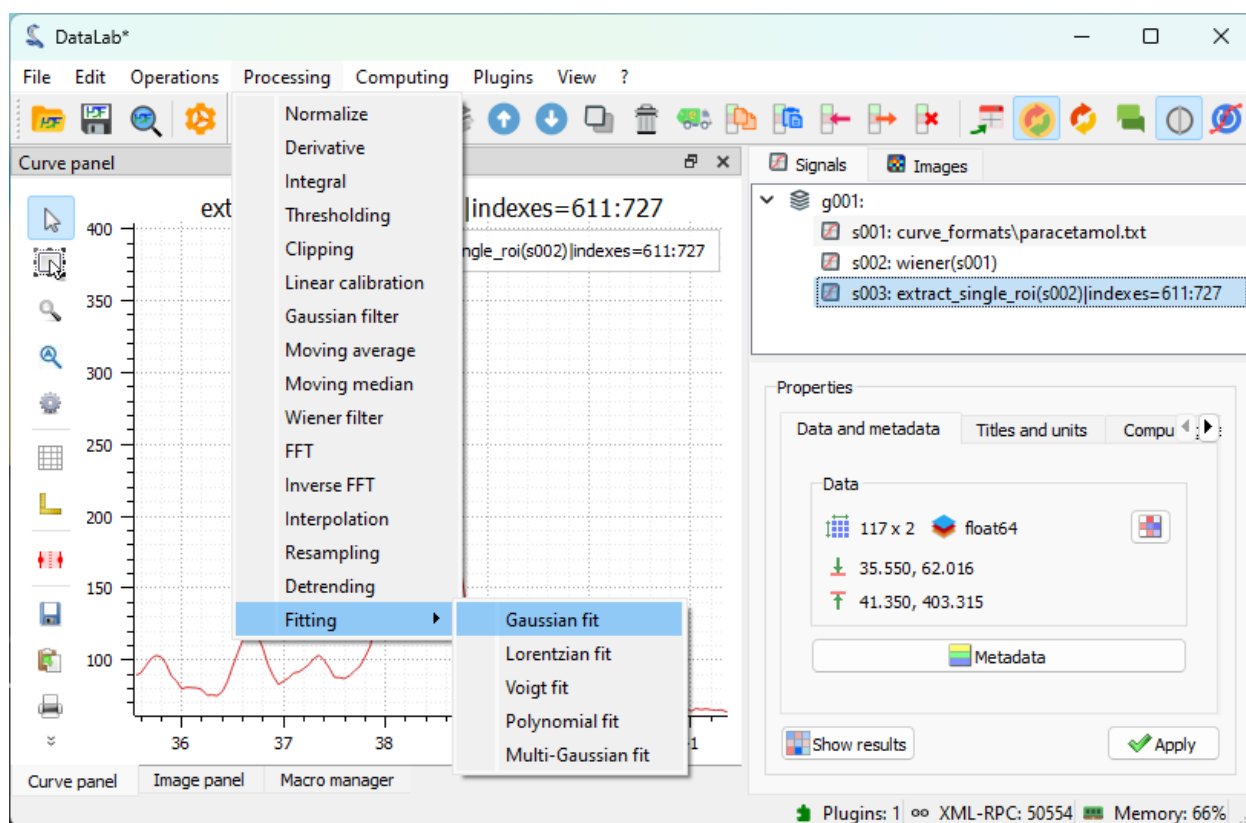 DataLab*
File Edit Operations Processing Computing Plugins View ?
Curve panel
Normalize
Derivative
Integral
Thresholding
Clipping
Linear calibration
Gaussian filter
Moving average
Moving median
Wiener filter
FFT
Inverse FFT
Interpolation
Resampling
Detrending
Fitting
Gaussian fit
Lorentzian fit
Voigt fit
Polynomial fit
Multi-Gaussian fit
ext |indexes=611:727
ngle_roi(s002)|indexes=611:727
400
350
300
250
200
150
100
36 37 38 1
Curve panel Image panel Macro manager
Signals Images
g001:
s001: curve_formats\paracetamol.txt
s002: wiener(s001)
s003: extract_single_roi(s002)|indexes=611:727
Properties
Data and metadata Titles and units Compu
Data
117 x 2 float64
35.550, 62.016
41.350, 403.315
Metadata
Show results Apply
Plugins: 1 XML-RPC: 50554 Memory: 66%